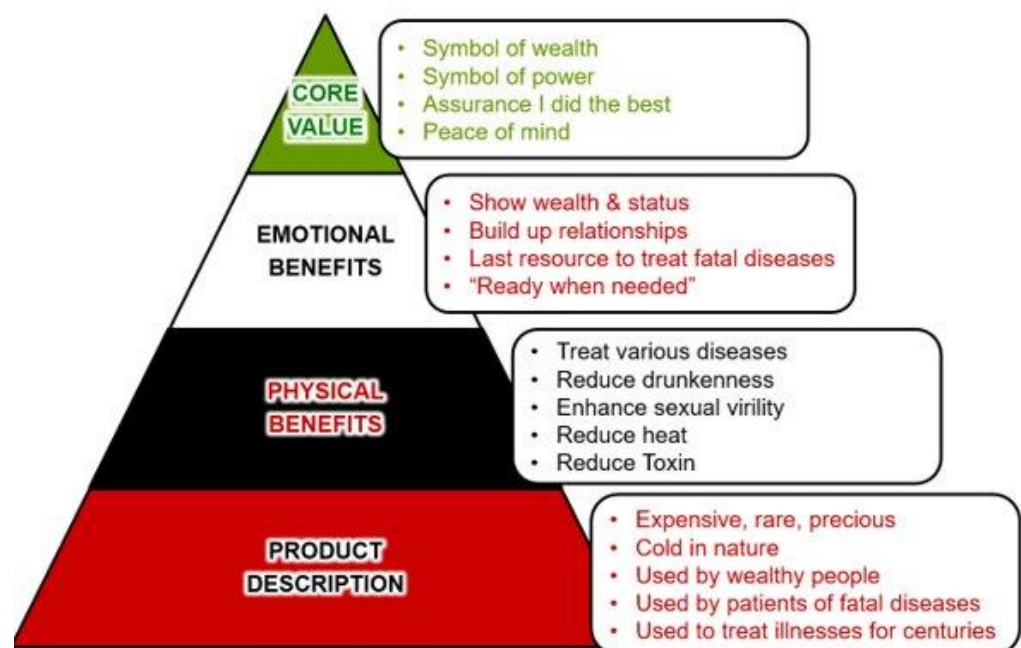 CORE
VALUE
• Symbol of wealth
• Symbol of power
• Assurance I did the best
• Peace of mind
EMOTIONAL
BENEFITS
• Show wealth & status
• Build up relationships
• Last resource to treat fatal diseases
• “Ready when needed”
PHYSICAL
BENEFITS
• Treat various diseases
• Reduce drunkenness
• Enhance sexual virility
• Reduce heat
• Reduce Toxin
PRODUCT
DESCRIPTION
• Expensive, rare, precious
• Cold in nature
• Used by wealthy people
• Used by patients of fatal diseases
• Used to treat illnesses for centuries